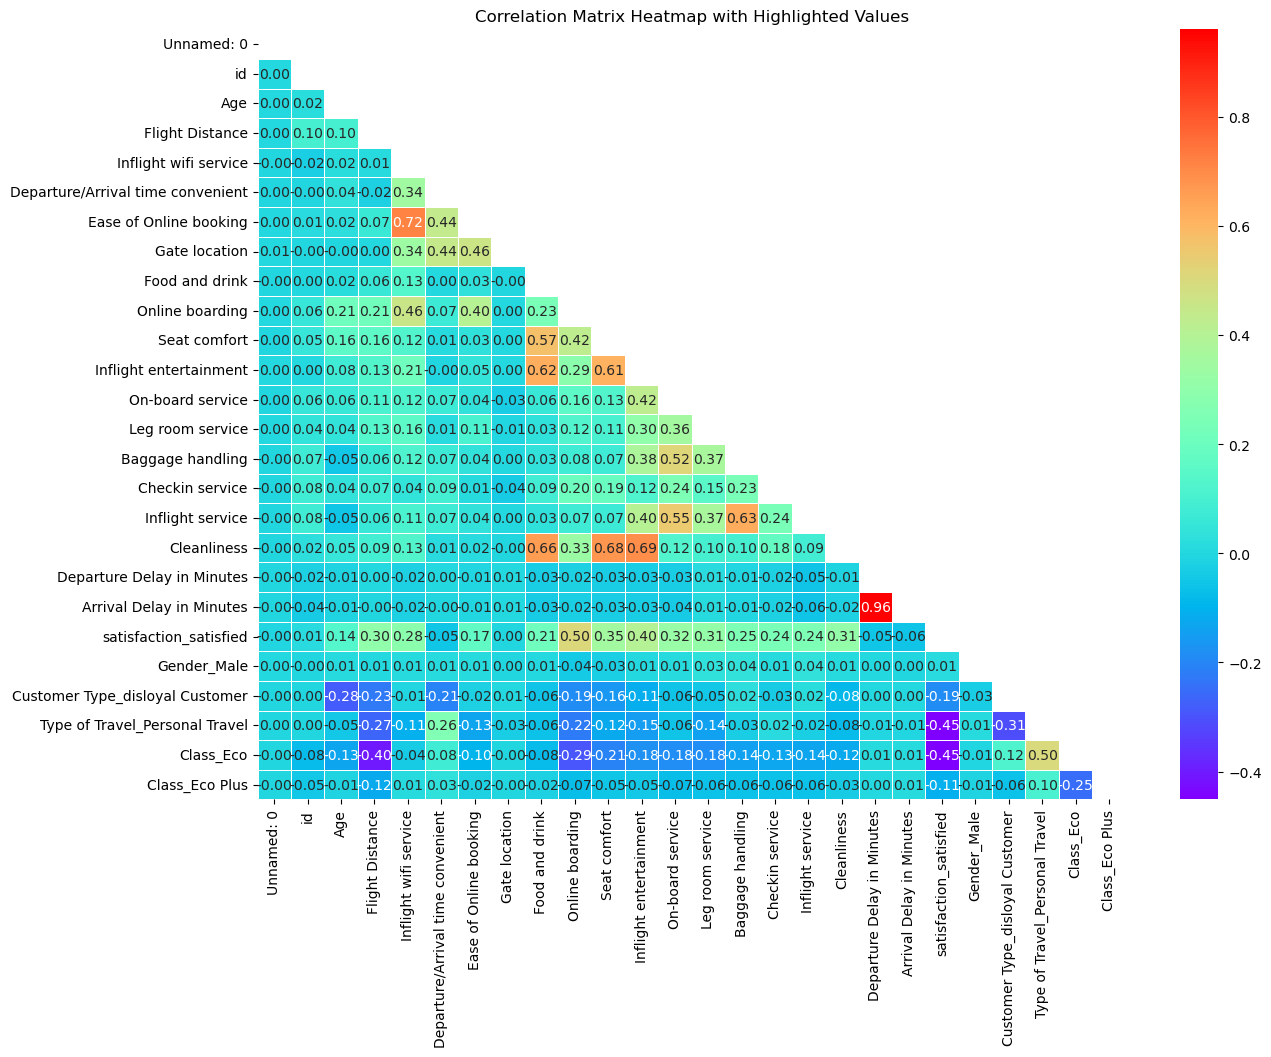 Correlation Matrix Heatmap with Highlighted Values
Unnamed: 0
id 0.00
Age 0.00 0.02
Flight Distance 0.00 0.10 0.10
Inflight wifi service -0.00 -0.02 0.02 0.01
Departure/Arrival time convenient 0.00 -0.00 0.04 -0.02 0.34
Ease of Online booking 0.00 0.01 0.02 0.07 0.72 0.44
Gate location 0.01 -0.00 -0.00 0.00 0.34 0.44 0.46
Food and drink -0.00 0.00 0.02 0.06 0.13 0.00 0.03 -0.00
Online boarding 0.00 0.06 0.21 0.21 0.46 0.07 0.40 0.00 0.23
Seat comfort -0.00 0.05 0.16 0.16 0.12 0.01 0.03 0.00 0.57 0.42
Inflight entertainment 0.00 0.00 0.08 0.13 0.21 -0.00 0.05 0.00 0.62 0.29 0.61
On-board service 0.00 0.06 0.06 0.11 0.12 0.07 0.04 -0.03 0.06 0.16 0.13 0.42
Leg room service 0.00 0.04 0.04 0.13 0.16 0.01 0.11 -0.01 0.03 0.12 0.11 0.30 0.36
Baggage handling -0.00 0.07 -0.05 0.06 0.12 0.07 0.04 0.00 0.03 0.08 0.07 0.38 0.52 0.37
Checkin service -0.00 0.08 0.04 0.07 0.04 0.09 0.01 -0.04 0.09 0.20 0.19 0.12 0.24 0.15 0.23
Inflight service -0.00 0.08 -0.05 0.06 0.11 0.07 0.04 0.00 0.03 0.07 0.07 0.40 0.55 0.37 0.63 0.24
Cleanliness -0.00 0.02 0.05 0.09 0.13 0.01 0.02 -0.00 0.66 0.33 0.68 0.69 0.12 0.10 0.10 0.18 0.09
Departure Delay in Minutes 0.00 -0.02 -0.01 0.00 -0.02 0.00 -0.01 0.01 -0.03 -0.02 -0.03 -0.03 -0.03 0.01 -0.01 -0.02 -0.05 -0.01
Arrival Delay in Minutes -0.00 -0.04 -0.01 -0.00 -0.02 -0.00 -0.01 0.01 -0.03 -0.02 -0.03 -0.03 -0.04 0.01 -0.01 -0.02 -0.06 -0.02 0.96
satisfaction_satisfied -0.00 0.01 0.14 0.30 0.28 -0.05 0.17 0.00 0.21 0.50 0.35 0.40 0.32 0.31 0.25 0.24 0.24 0.31 -0.05 -0.06
Gender_Male -0.00 -0.00 0.01 0.01 0.01 0.01 0.01 0.00 0.01 -0.04 -0.03 0.01 0.01 0.03 0.04 0.01 0.04 0.01 0.00 0.00 0.01
Customer Type_disloyal Customer -0.00 0.00 -0.28 -0.23 -0.01 -0.21 -0.02 0.01 -0.06 -0.19 -0.16 -0.11 -0.06 -0.05 0.02 -0.03 0.02 -0.08 0.00 0.00 -0.19 -0.03
Type of Travel_Personal Travel 0.00 0.00 -0.05 -0.27 -0.11 0.26 -0.13 -0.03 -0.06 -0.22 -0.12 -0.15 -0.06 -0.14 -0.03 0.02 -0.02 -0.08 -0.01 -0.01 -0.45 0.01 -0.31
Class_Eco -0.00 -0.08 -0.13 -0.40 -0.04 0.08 -0.10 -0.00 -0.08 -0.29 -0.21 -0.18 -0.18 -0.18 -0.14 -0.13 -0.14 -0.12 0.01 0.01 -0.45 -0.01 0.12 0.50
Class_Eco Plus 0.00 -0.05 -0.01 -0.12 0.01 0.03 -0.02 -0.00 -0.02 -0.07 -0.05 -0.05 -0.07 -0.06 -0.06 -0.06 -0.06 -0.03 0.00 0.01 -0.11 -0.01 -0.06 0.10 -0.25
Unnamed: 0
id
Age
Flight Distance
Inflight wifi service
Departure/Arrival time convenient
Ease of Online booking
Gate location
Food and drink
Online boarding
Seat comfort
Inflight entertainment
On-board service
Leg room service
Baggage handling
Checkin service
Inflight service
Cleanliness
Departure Delay in Minutes
Arrival Delay in Minutes
satisfaction_satisfied
Gender_Male
Customer Type_disloyal Customer
Type of Travel_Personal Travel
Class_Eco
Class_Eco Plus
0.8
0.6
0.4
0.2
0.0
−0.2
−0.4